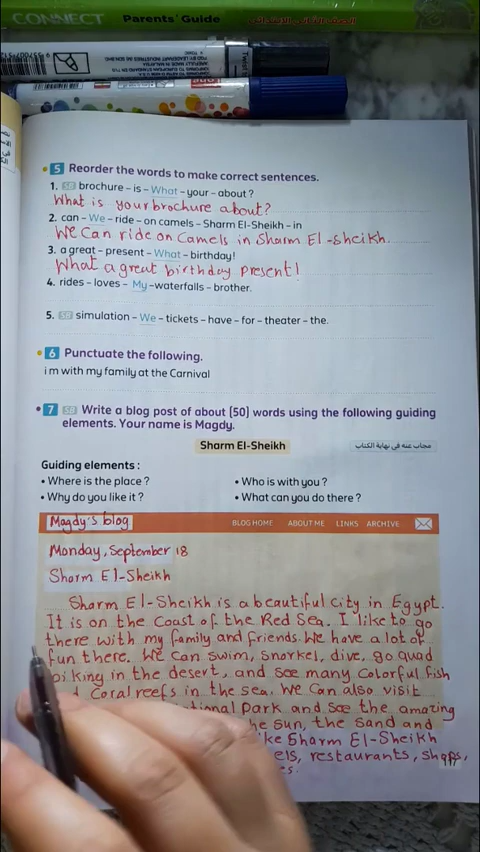 CONNECT Parents' Guide
5 Reorder the words to make correct sentences.
1. SB brochure – is – What – your – about ?
What is your brochure about?
2. can – We – ride – on camels – Sharm El-Sheikh – in
We Can ride on Camels in Sharm El-Sheikh.
3. a great – present – What – birthday!
What a great birthday present!
4. rides – loves – My – waterfalls – brother.
5. SB simulation – We – tickets – have – for – theater – the.
6 Punctuate the following.
i m with my family at the Carnival
7 SB Write a blog post of about (50) words using the following guiding
elements. Your name is Magdy.
Sharm El-Sheikh
مجاب عنه في نهاية الكتاب
Guiding elements :
• Where is the place ? • Who is with you ?
• Why do you like it ? • What can you do there ?
Magdy's blog BLOG HOME ABOUT ME LINKS ARCHIVE
Monday, September 18
Sharm El-Sheikh
Sharm El-Sheikh is a beautiful city in Egypt.
It is on the Coast of the Red Sea. I like to go
there with my family and friends. We have a lot of
fun there. We can swim, snorkel, dive, go quad
biking in the desert, and see many Colorful fish
Coral reefs in the sea. We Can also visit
Park and see the amazing
the sun, the sand and
Sharm El-Sheikh
restaurants, shops,